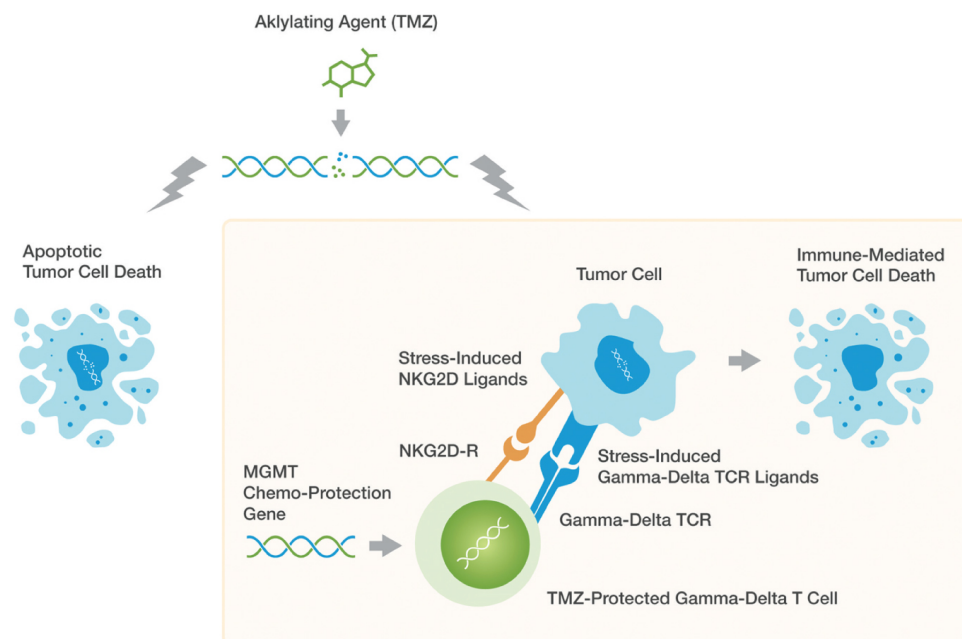 Aklylating Agent (TMZ)
Apoptotic
Tumor Cell Death
Tumor Cell
Immune-Mediated
Tumor Cell Death
Stress-Induced
NKG2D Ligands
NKG2D-R
Stress-Induced
Gamma-Delta TCR Ligands
MGMT
Chemo-Protection
Gene
Gamma-Delta TCR
TMZ-Protected Gamma-Delta T Cell